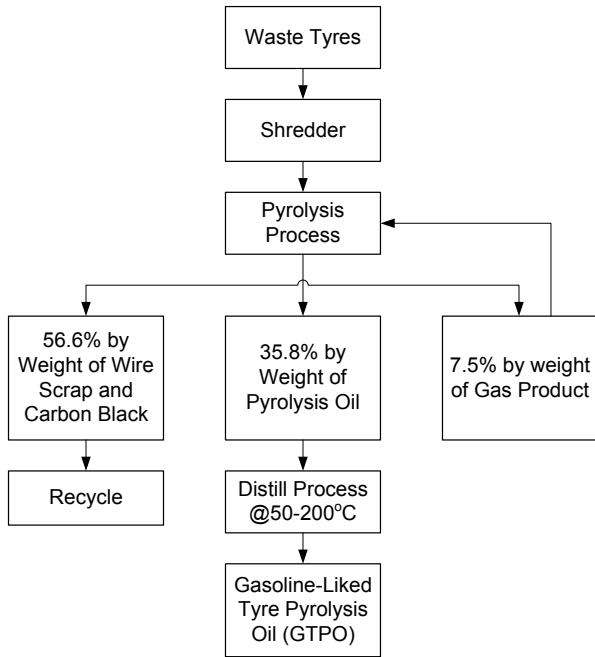 Waste Tyres
Shredder
Pyrolysis
Process
56.6% by
Weight of Wire
Scrap and
Carbon Black
35.8% by
Weight of
Pyrolysis Oil
7.5% by weight
of Gas Product
Recycle
Distill Process
@50-200°C
Gasoline-Liked
Tyre Pyrolysis
Oil (GTPO)